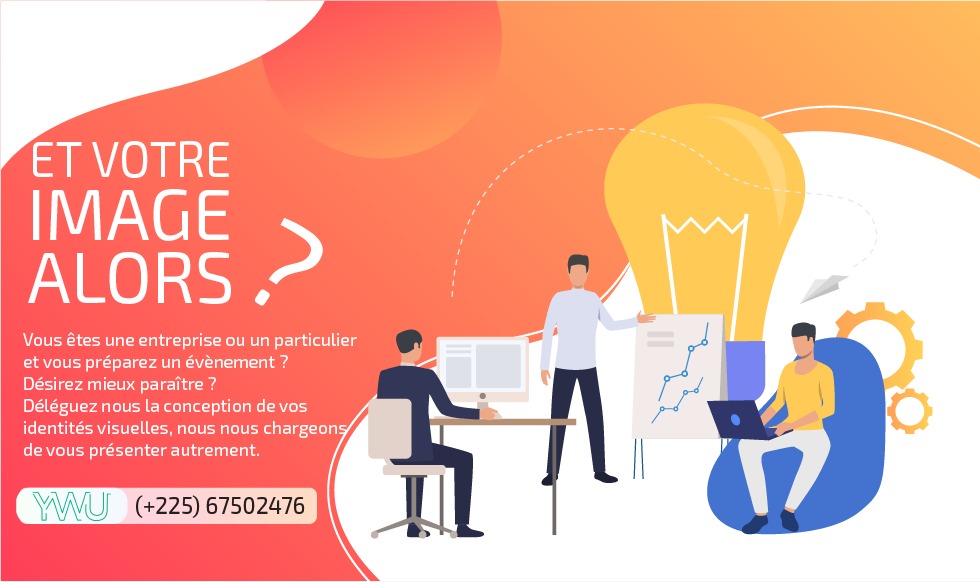 ET VOTRE
IMAGE
ALORS ?
Vous êtes une entreprise ou un particulier
et vous préparez un évènement ?
Désirez mieux paraître ?
Déléguez nous la conception de vos
identités visuelles, nous nous chargeons
de vous présenter autrement.
YWU (+225) 67502476